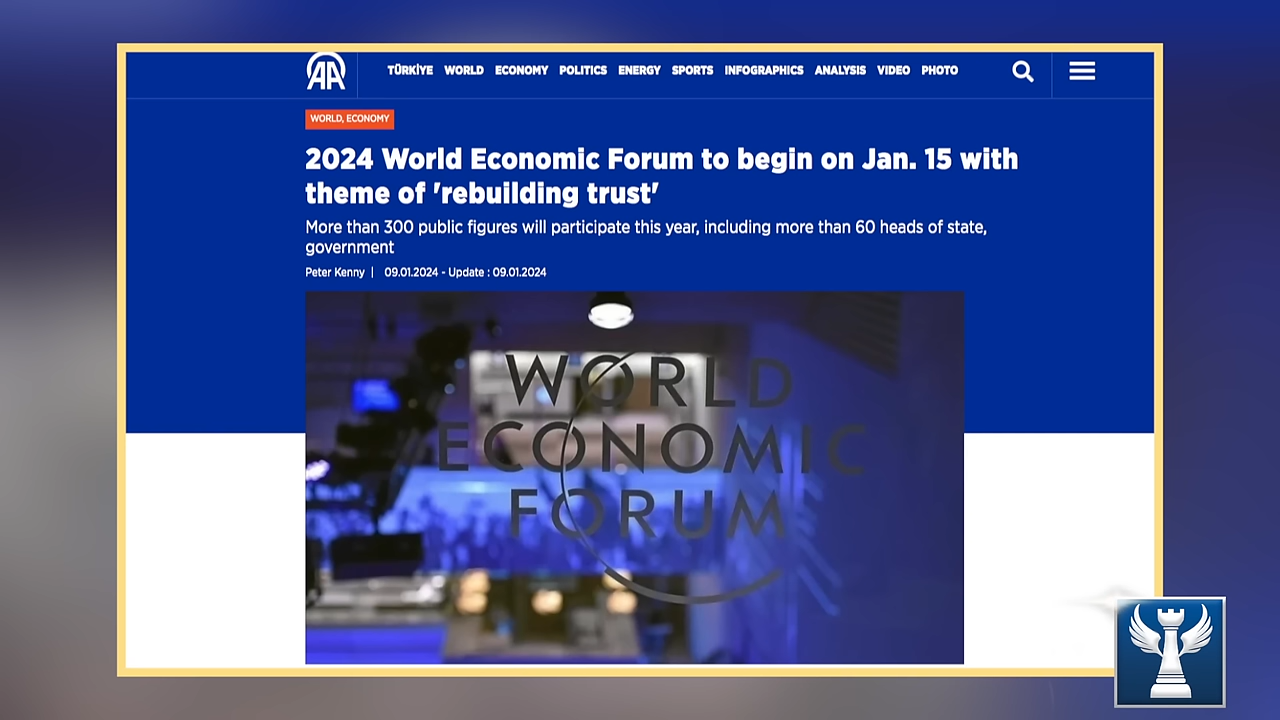 AA
TÜRKİYE WORLD ECONOMY POLITICS ENERGY SPORTS INFOGRAPHICS ANALYSIS VIDEO PHOTO
WORLD, ECONOMY
2024 World Economic Forum to begin on Jan. 15 with
theme of 'rebuilding trust'
More than 300 public figures will participate this year, including more than 60 heads of state,
government
Peter Kenny | 09.01.2024 - Update : 09.01.2024
WORLD
ECONOMIC
FORUM